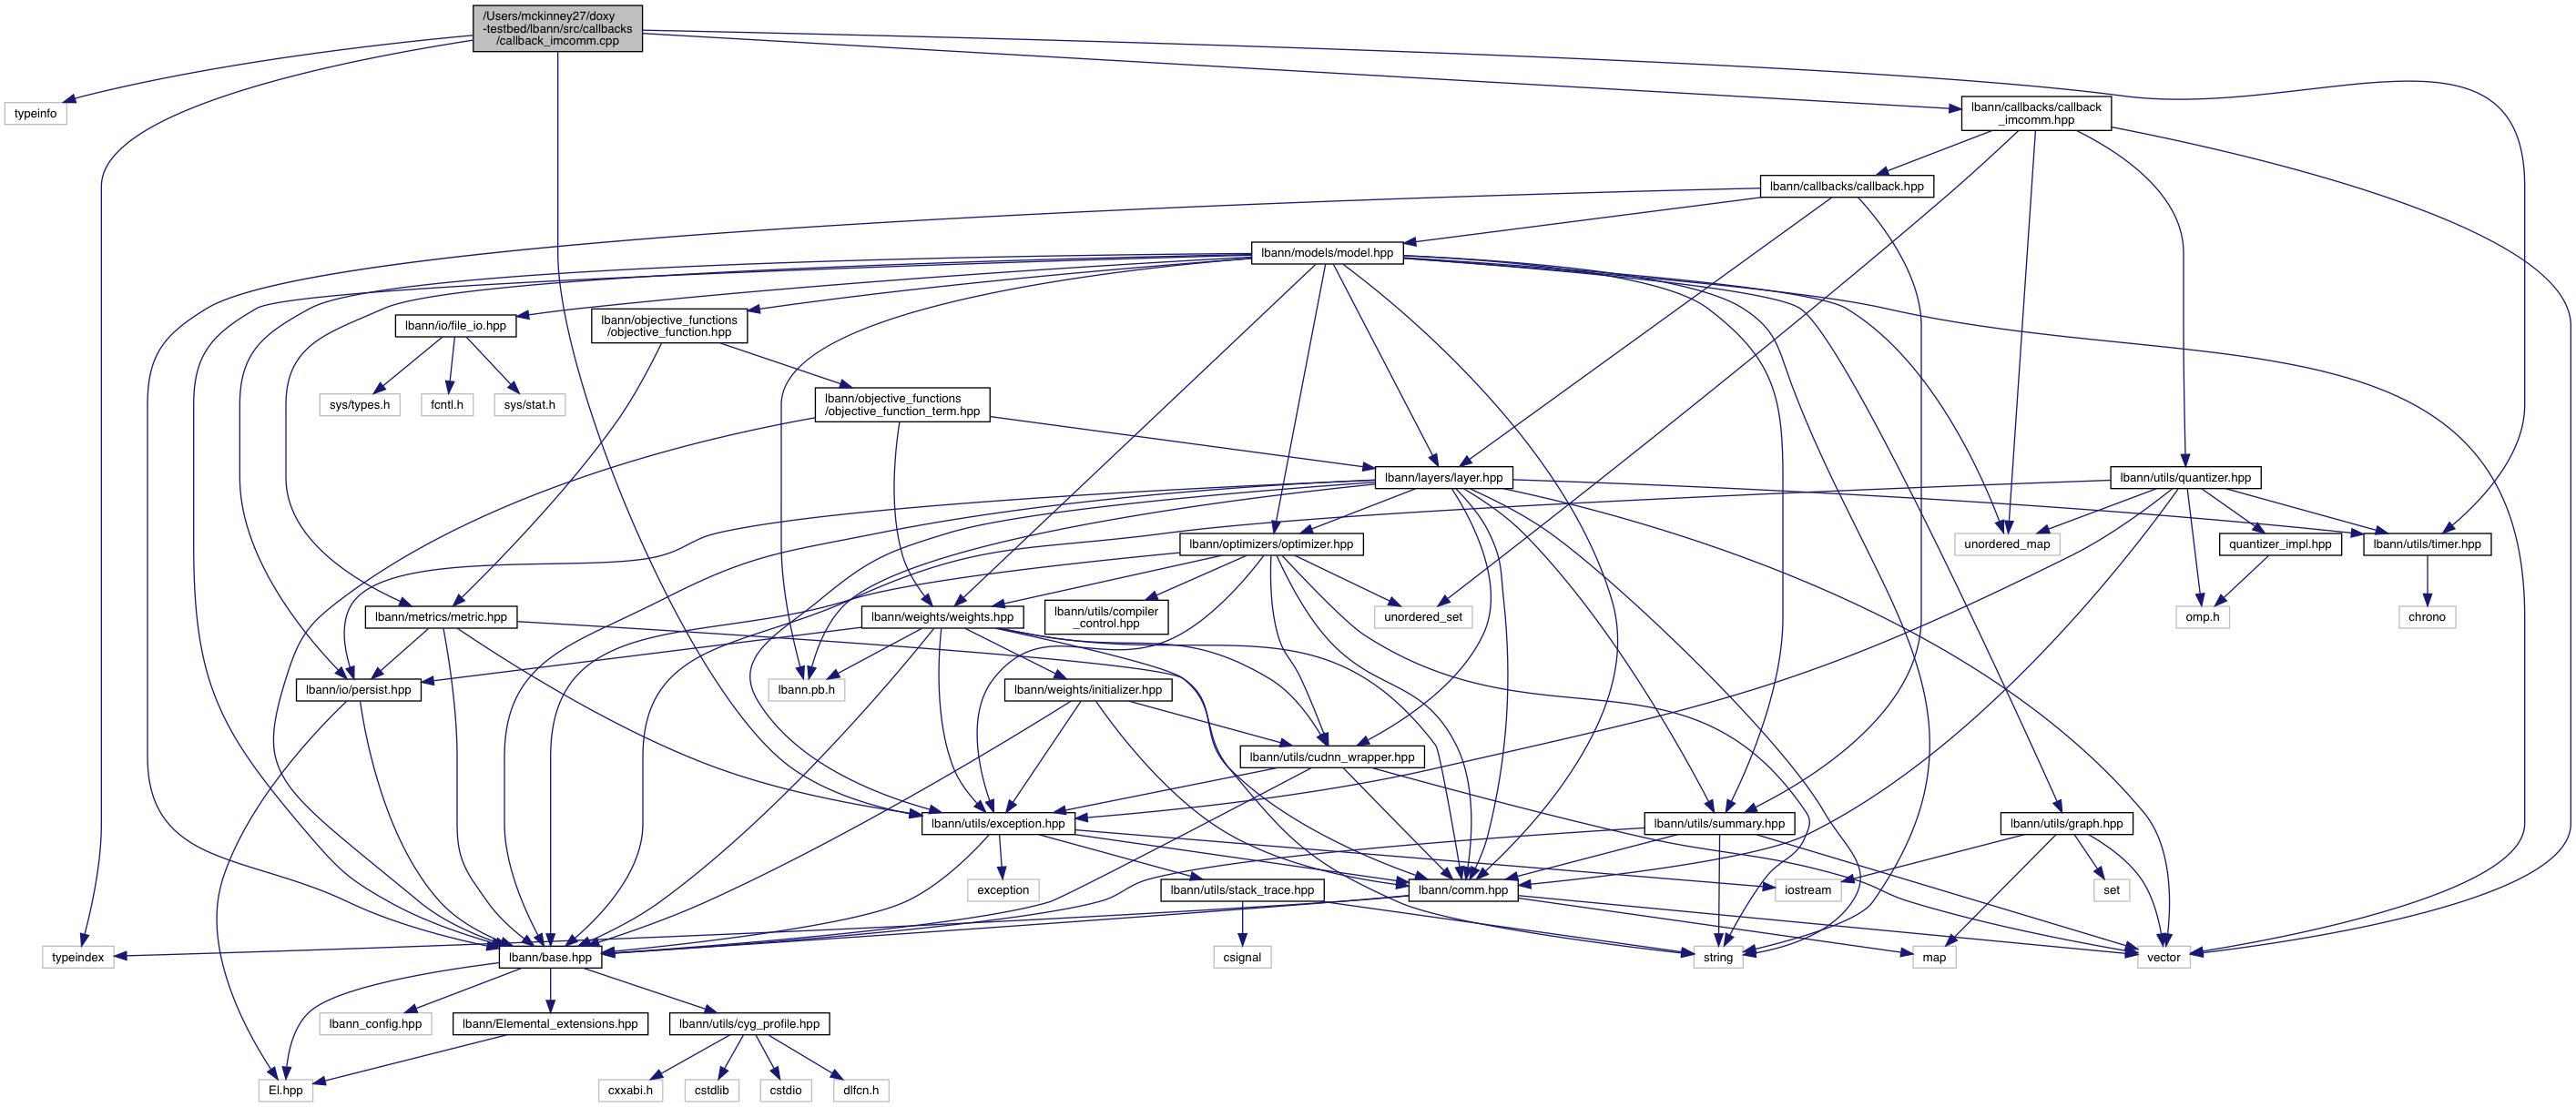 /Users/mckinney27/doxy
-testbed/lbann/src/callbacks
/callback_imcomm.cpp
typeinfo
lbann/callbacks/callback
_imcomm.hpp
lbann/callbacks/callback.hpp
lbann/models/model.hpp
lbann/io/file_io.hpp
lbann/objective_functions
/objective_function.hpp
sys/types.h
fcntl.h
sys/stat.h
lbann/objective_functions
/objective_function_term.hpp
lbann/layers/layer.hpp
lbann/utils/quantizer.hpp
lbann/optimizers/optimizer.hpp
unordered_map
quantizer_impl.hpp
lbann/utils/timer.hpp
lbann/metrics/metric.hpp
lbann/weights/weights.hpp
lbann/utils/compiler
_control.hpp
unordered_set
omp.h
chrono
lbann/io/persist.hpp
lbann.pb.h
lbann/weights/initializer.hpp
lbann/utils/cudnn_wrapper.hpp
lbann/utils/exception.hpp
lbann/utils/summary.hpp
lbann/utils/graph.hpp
exception
lbann/utils/stack_trace.hpp
lbann/comm.hpp
iostream
set
typeindex
lbann/base.hpp
csignal
string
map
vector
lbann_config.hpp
lbann/Elemental_extensions.hpp
lbann/utils/cyg_profile.hpp
El.hpp
cxxabi.h
cstdlib
cstdio
dlfcn.h